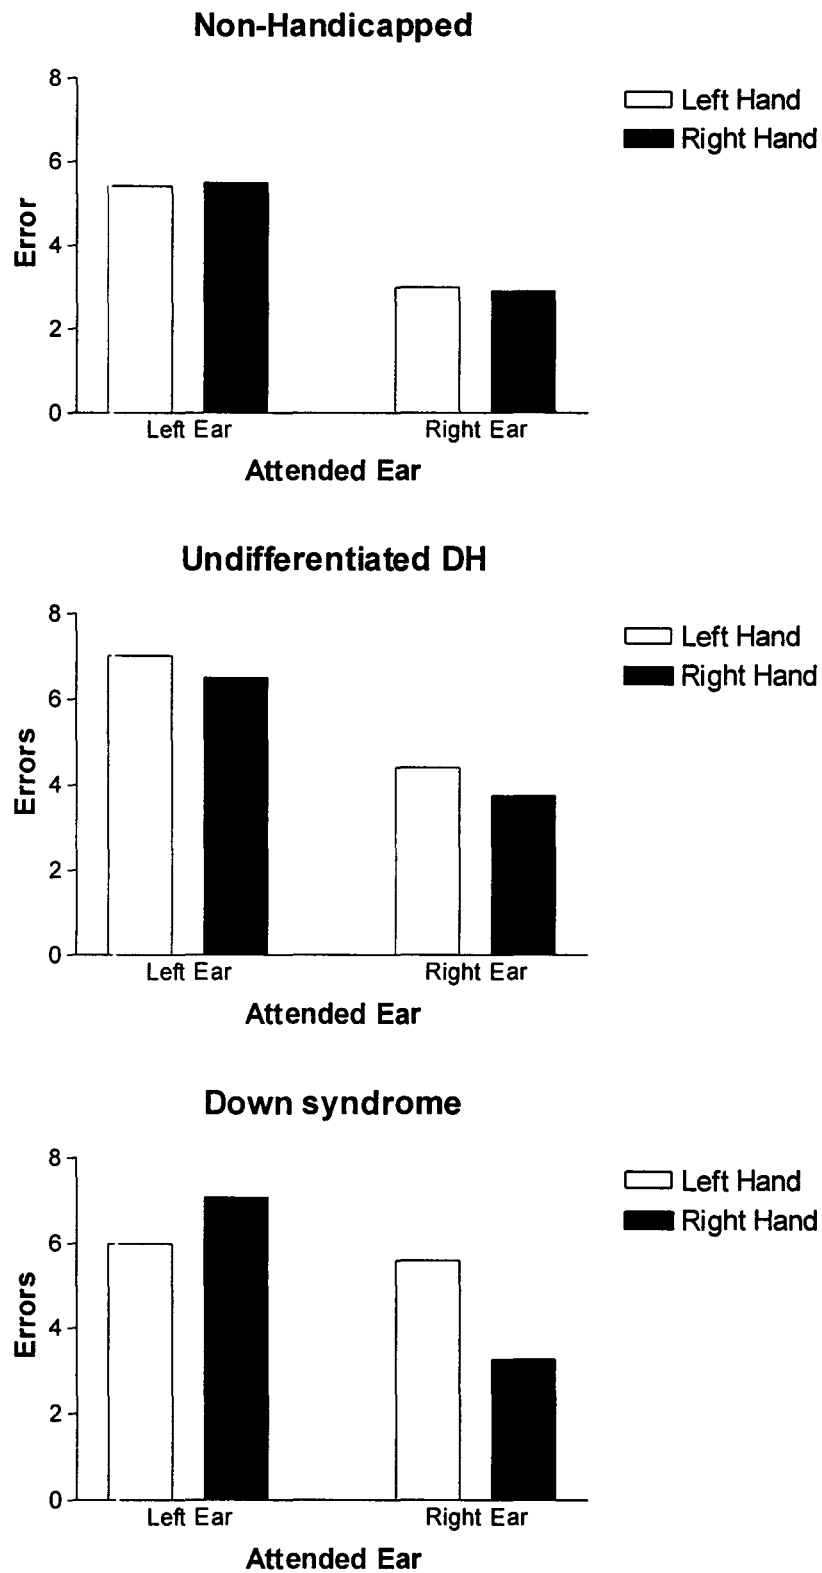 Non-Handicapped
8
6
4
2
0
Error
Left Hand
Right Hand
Left Ear
Right Ear
Attended Ear
Undifferentiated DH
8
6
4
2
0
Errors
Left Hand
Right Hand
Left Ear
Right Ear
Attended Ear
Down syndrome
8
6
4
2
0
Errors
Left Hand
Right Hand
Left Ear
Right Ear
Attended Ear